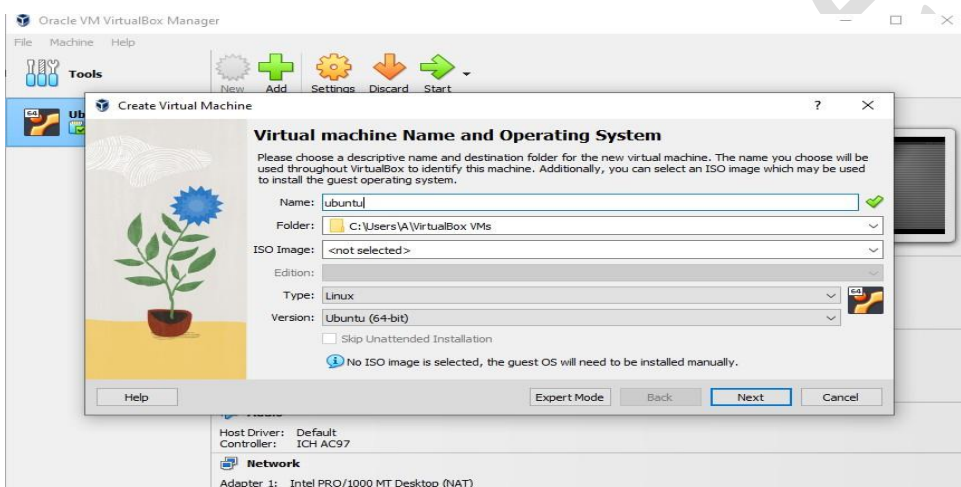 Oracle VM VirtualBox Manager
File Machine Help
Tools
New Add Settings Discard Start
64 Ub
Create Virtual Machine ? ×
Virtual machine Name and Operating System
Please choose a descriptive name and destination folder for the new virtual machine. The name you choose will be
used throughout VirtualBox to identify this machine. Additionally, you can select an ISO image which may be used
to install the guest operating system.
Name: ubuntu
Folder: C:\Users\A\VirtualBox VMs
ISO Image: <not selected>
Edition:
Type: Linux
64
Version: Ubuntu (64-bit)
Skip Unattended Installation
No ISO image is selected, the guest OS will need to be installed manually.
Help Expert Mode Back Next Cancel
Host Driver: Default
Controller: ICH AC97
Network
Adapter 1: Intel PRO/1000 MT Desktop (NAT)